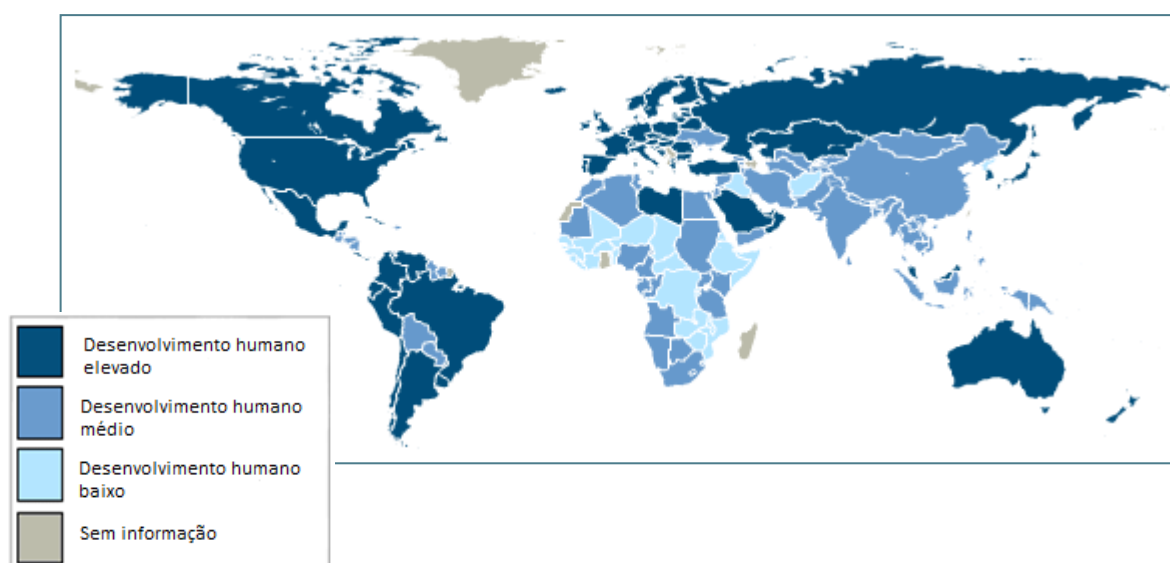 Desenvolvimento humano
elevado
Desenvolvimento humano
médio
Desenvolvimento humano
baixo
Sem informação